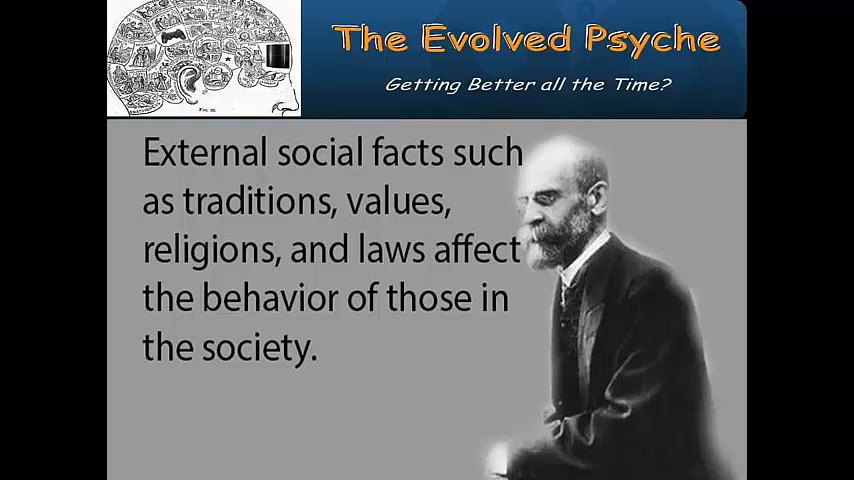 The Evolved Psyche
Getting Better all the Time?
External social facts such
as traditions, values,
religions, and laws affect
the behavior of those in
the society.